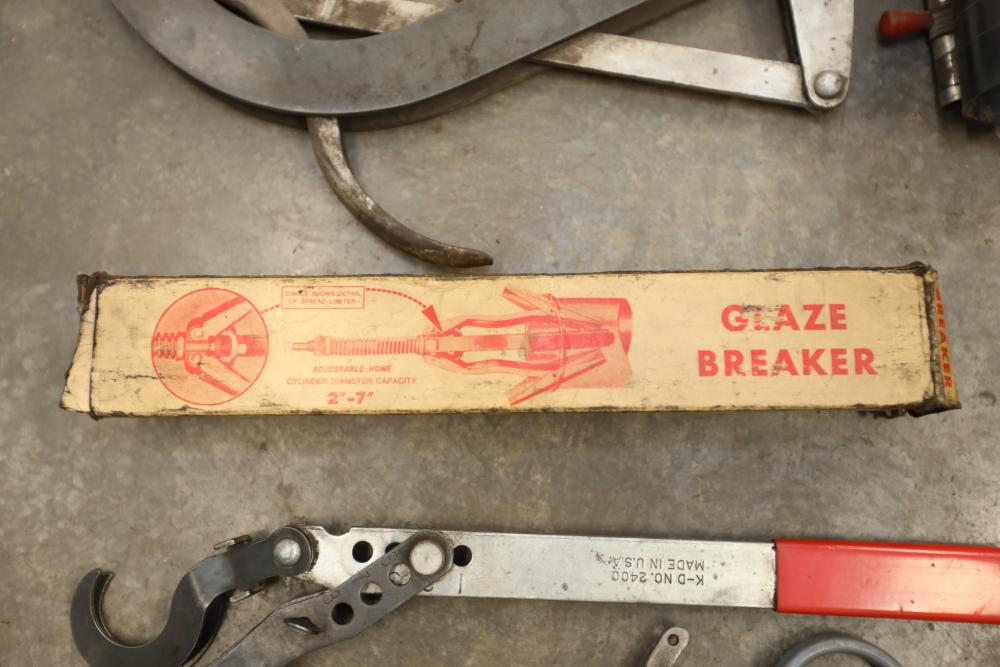 CIRCLE SHOWS DETAIL
OF SPREAD LIMITER
ADJUSTABLE HONE
CYLINDER DIAMETER CAPACITY
2"-7"
GLAZE
BREAKER
BREAKER
K-D NO. 2400
MADE IN U.S.A.